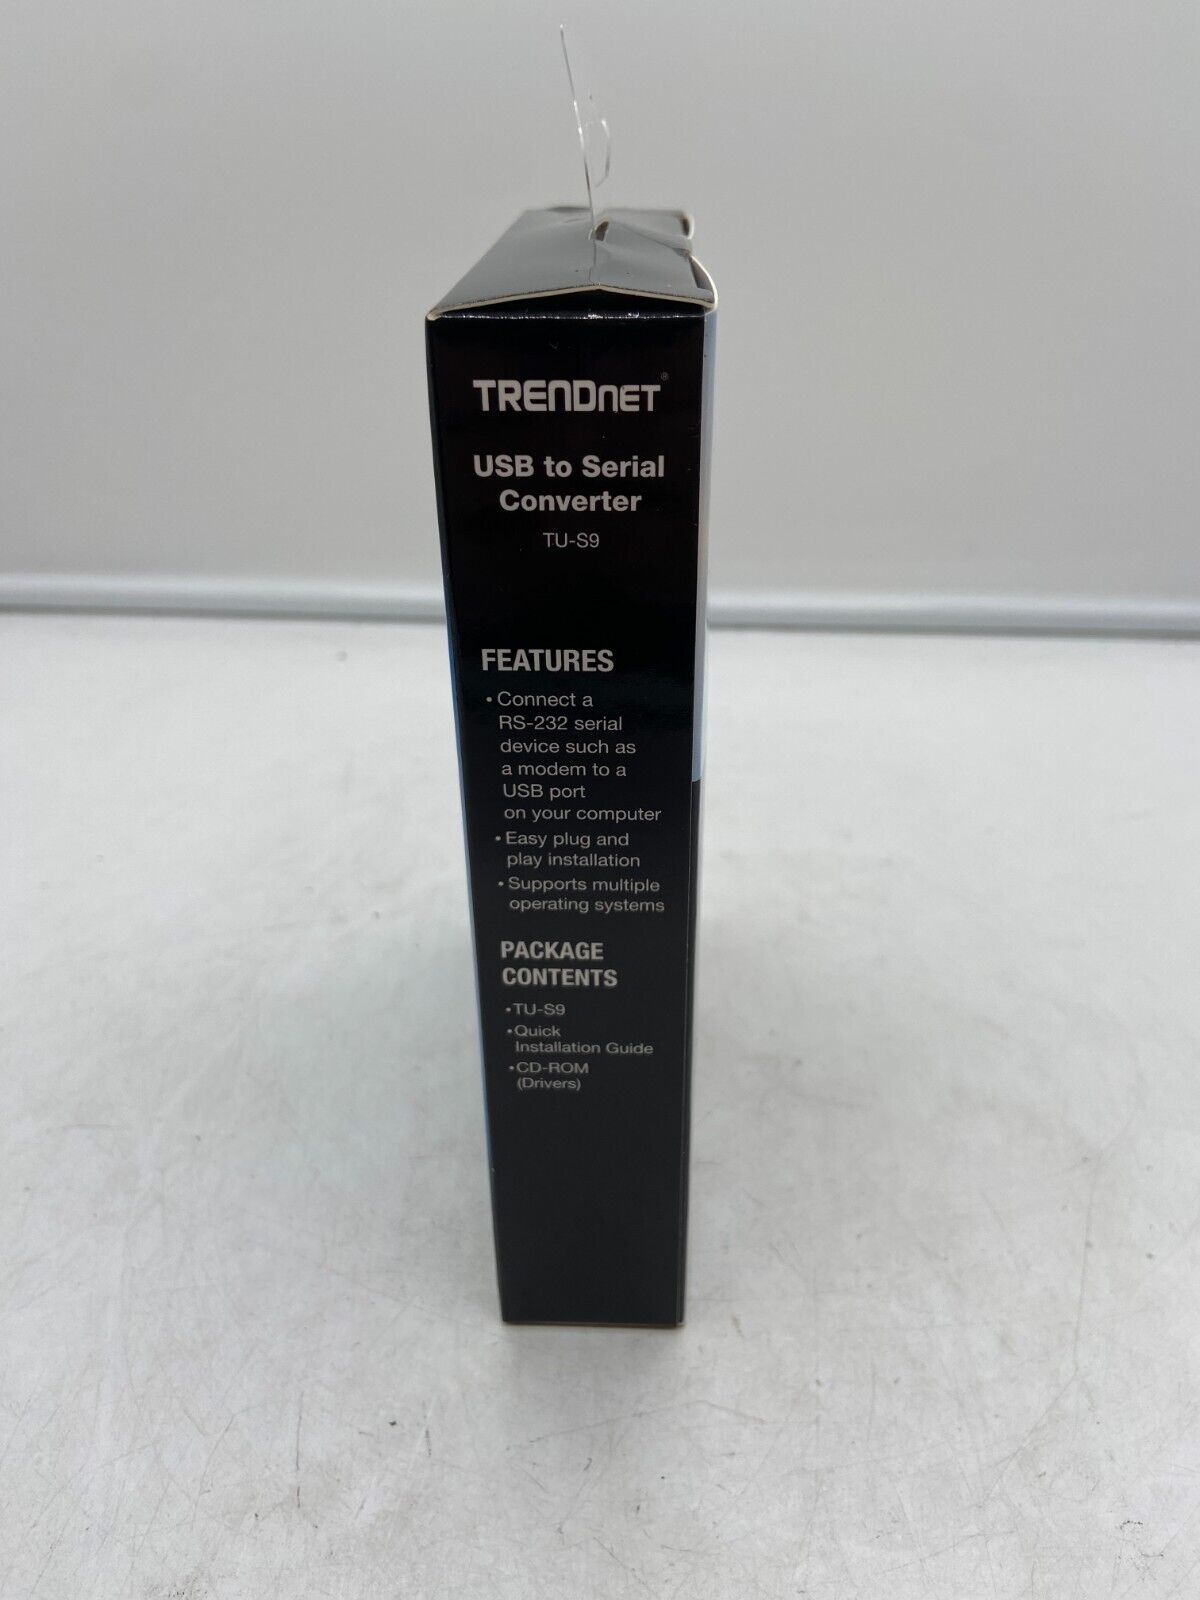 TRENDNET®
USB to Serial
Converter
TU-S9
FEATURES
• Connect a
RS-232 serial
device such as
a modem to a
USB port
on your computer
• Easy plug and
play installation
• Supports multiple
operating systems
PACKAGE
CONTENTS
• TU-S9
• Quick
Installation Guide
• CD-ROM
(Drivers)